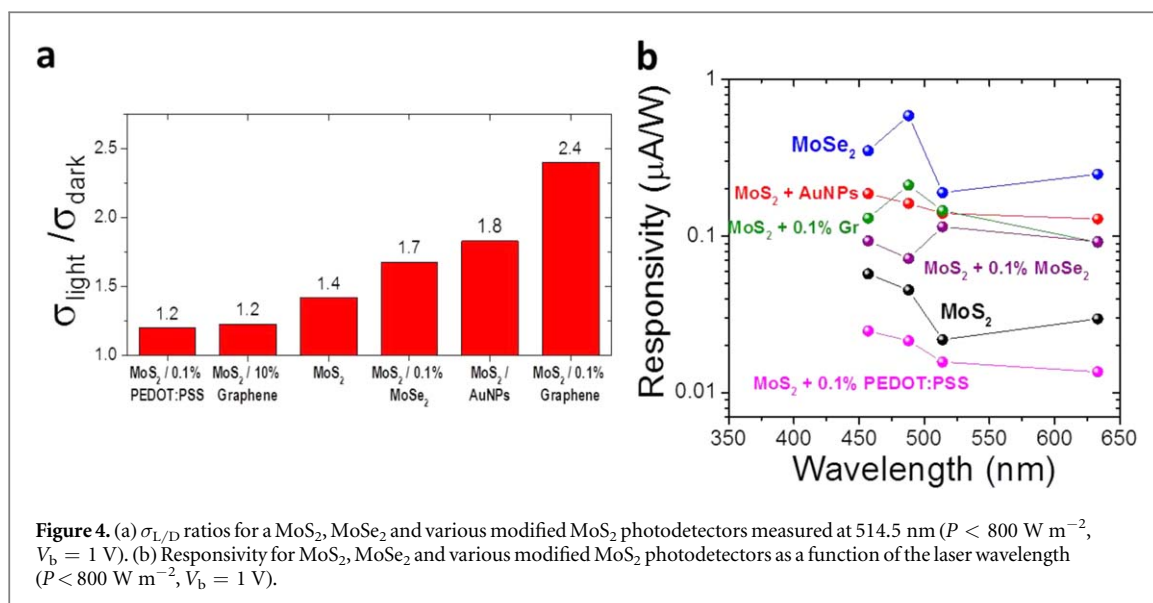 a
σlight /σdark
2.5
2.0
1.5
1.0
1.2
1.2
1.4
1.7
1.8
2.4
MoS₂ / 0.1%
PEDOT:PSS
MoS₂ / 10%
Graphene
MoS₂
MoS₂ / 0.1%
MoSe₂
MoS₂ /
AuNPs
MoS₂ / 0.1%
Graphene
b
Responsivity (µA/W)
1
0.1
0.01
MoSe₂
MoS₂ + AuNPs
MoS₂ + 0.1% Gr
MoS₂ + 0.1% MoSe₂
MoS₂
MoS₂ + 0.1% PEDOT:PSS
350 400 450 500 550 600 650
Wavelength (nm)
Figure 4. (a) σL/D ratios for a MoS₂, MoSe₂ and various modified MoS₂ photodetectors measured at 514.5 nm (P < 800 W m⁻²,
Vb = 1 V). (b) Responsivity for MoS₂, MoSe₂ and various modified MoS₂ photodetectors as a function of the laser wavelength
(P < 800 W m⁻², Vb = 1 V).